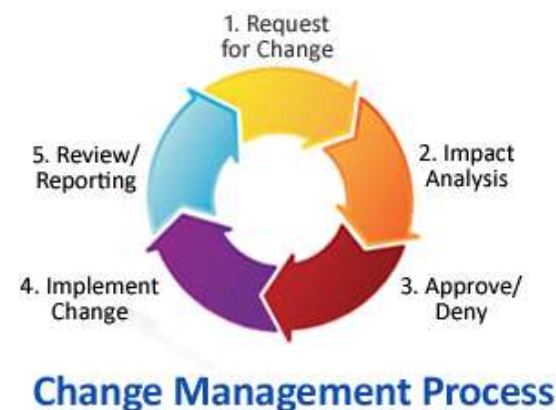 1. Request
for Change
2. Impact
Analysis
3. Approve/
Deny
4. Implement
Change
5. Review/
Reporting
Change Management Process